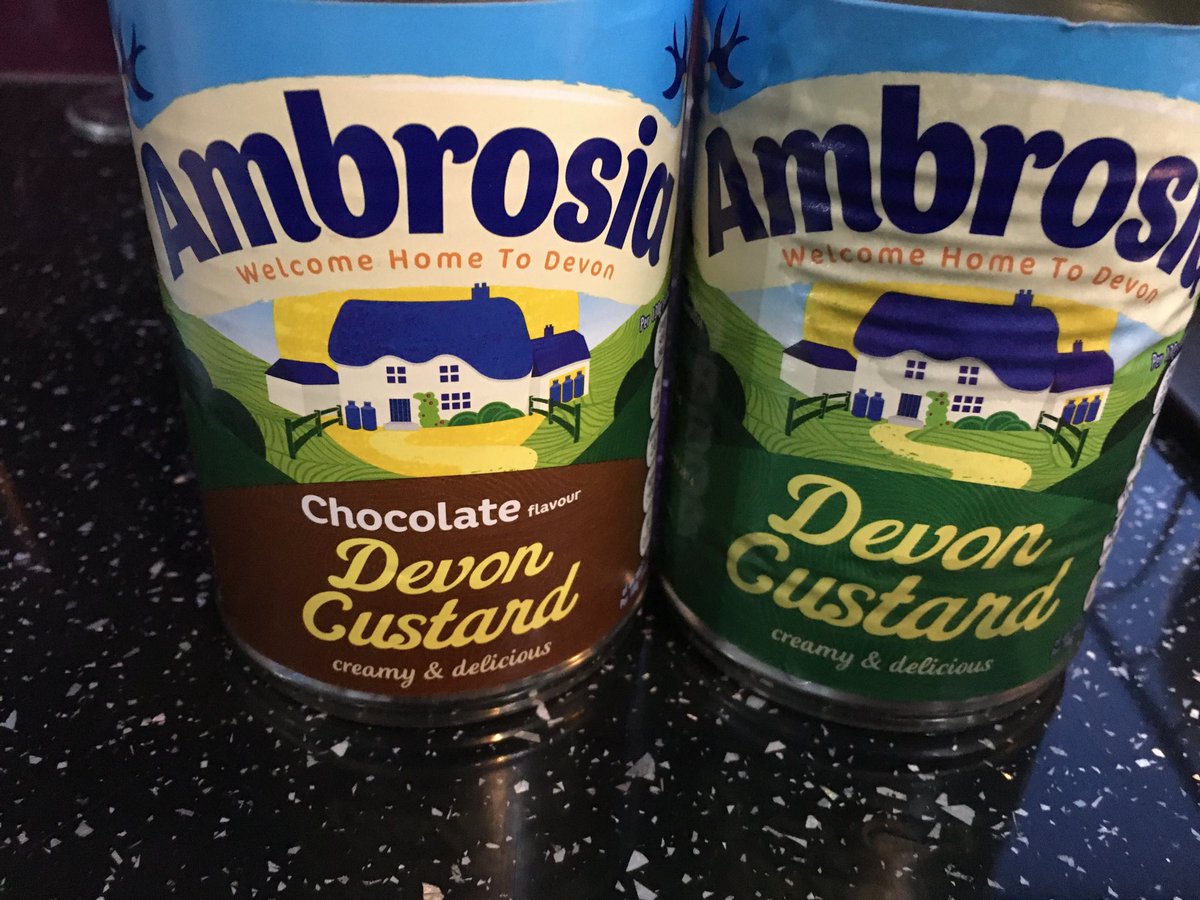 Ambrosia
Welcome Home To Devon
Chocolate flavour
Devon
Custard
creamy & delicious
Ambrosia
Welcome Home To Devon
Devon
Custard
creamy & delicious